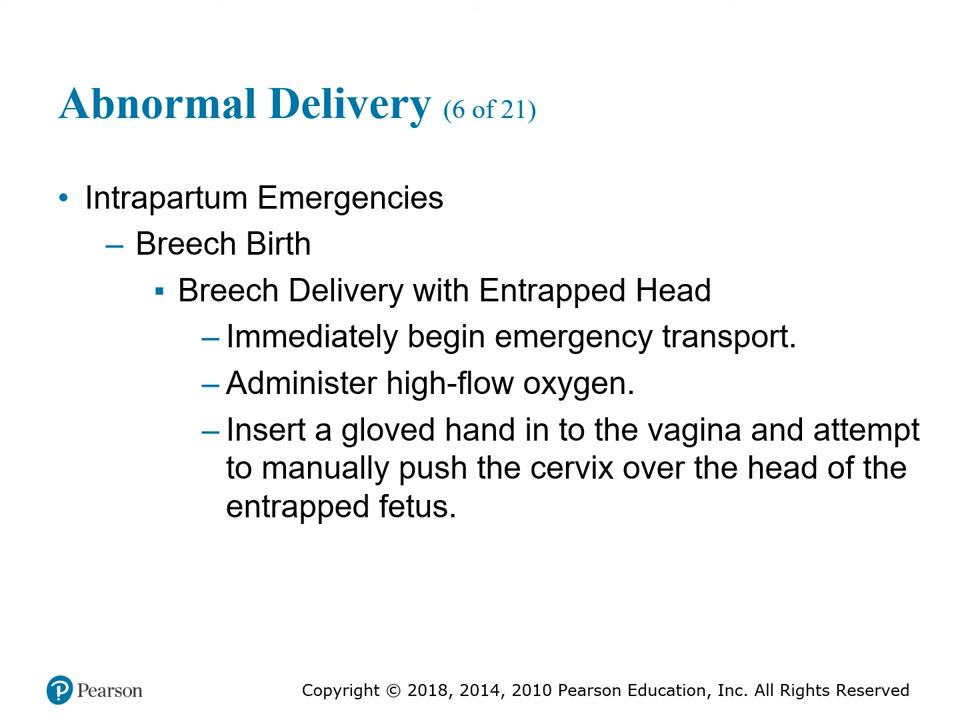 Abnormal Delivery (6 of 21)
• Intrapartum Emergencies
– Breech Birth
▪ Breech Delivery with Entrapped Head
– Immediately begin emergency transport.
– Administer high-flow oxygen.
– Insert a gloved hand in to the vagina and attempt
to manually push the cervix over the head of the
entrapped fetus.
Pearson
Copyright © 2018, 2014, 2010 Pearson Education, Inc. All Rights Reserved